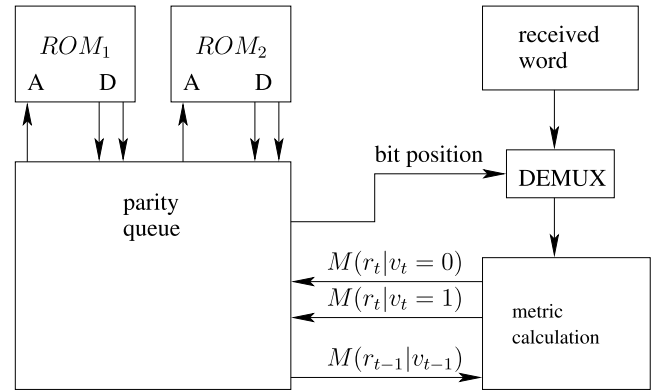 ROM₁
ROM₂
received
word
A D
A D
bit position
DEMUX
parity
queue
M(rₜ|vₜ = 0)
M(rₜ|vₜ = 1)
metric
calculation
M(rₜ₋₁|vₜ₋₁)